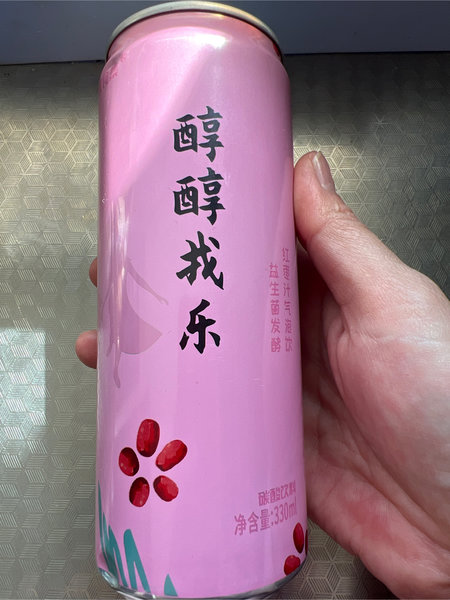 醇醇找乐
红枣汁气泡饮
益生菌发酵
碳酸饮料
净含量:330ml